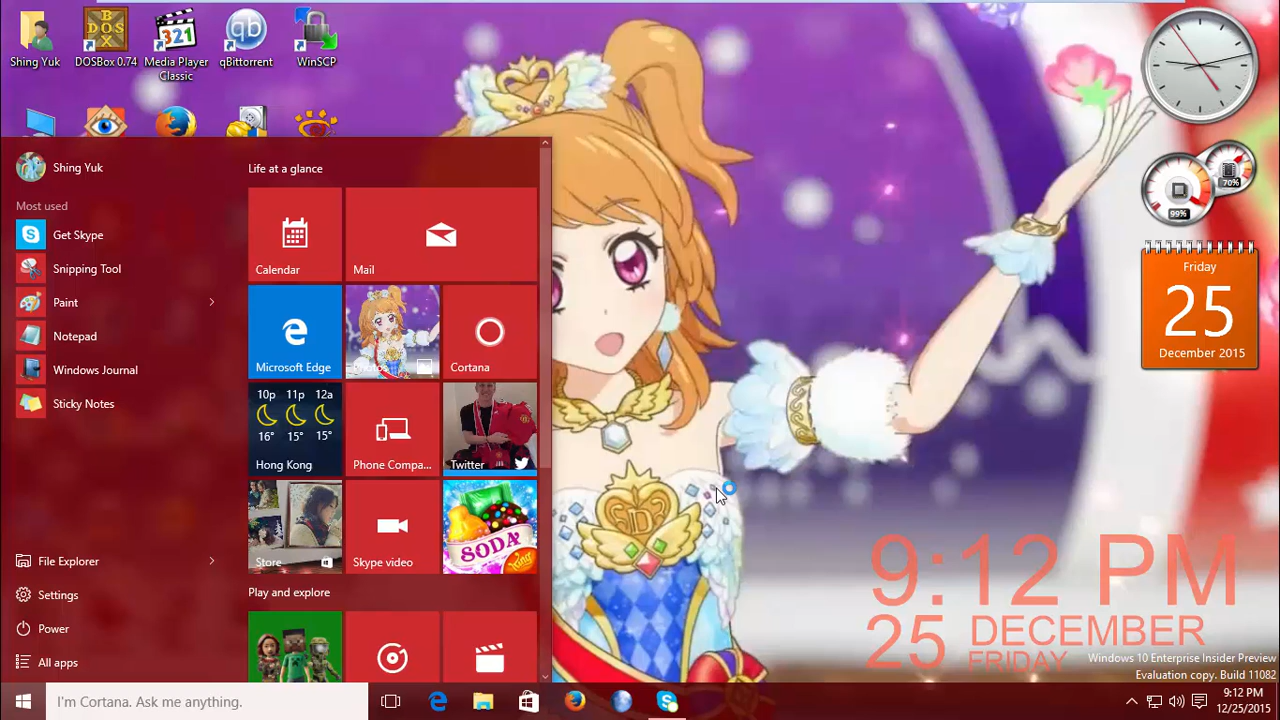 Shing Yuk
DOSBox 0.74
Media Player
Classic
qBittorrent
WinSCP
Shing Yuk
Most used
Get Skype
Snipping Tool
Paint
Notepad
Windows Journal
Sticky Notes
File Explorer
Settings
Power
All apps
Life at a glance
Calendar
Mail
Microsoft Edge
Photos
Cortana
10p 11p 12a
16° 15° 15°
Hong Kong
Phone Compa...
Twitter
Store
Skype video
SODA
King
Play and explore
70%
99%
Friday
25
December 2015
9:12 PM
25 DECEMBER
FRIDAY
Windows 10 Enterprise Insider Preview
Evaluation copy. Build 11082
I'm Cortana. Ask me anything.
9:12 PM
12/25/2015